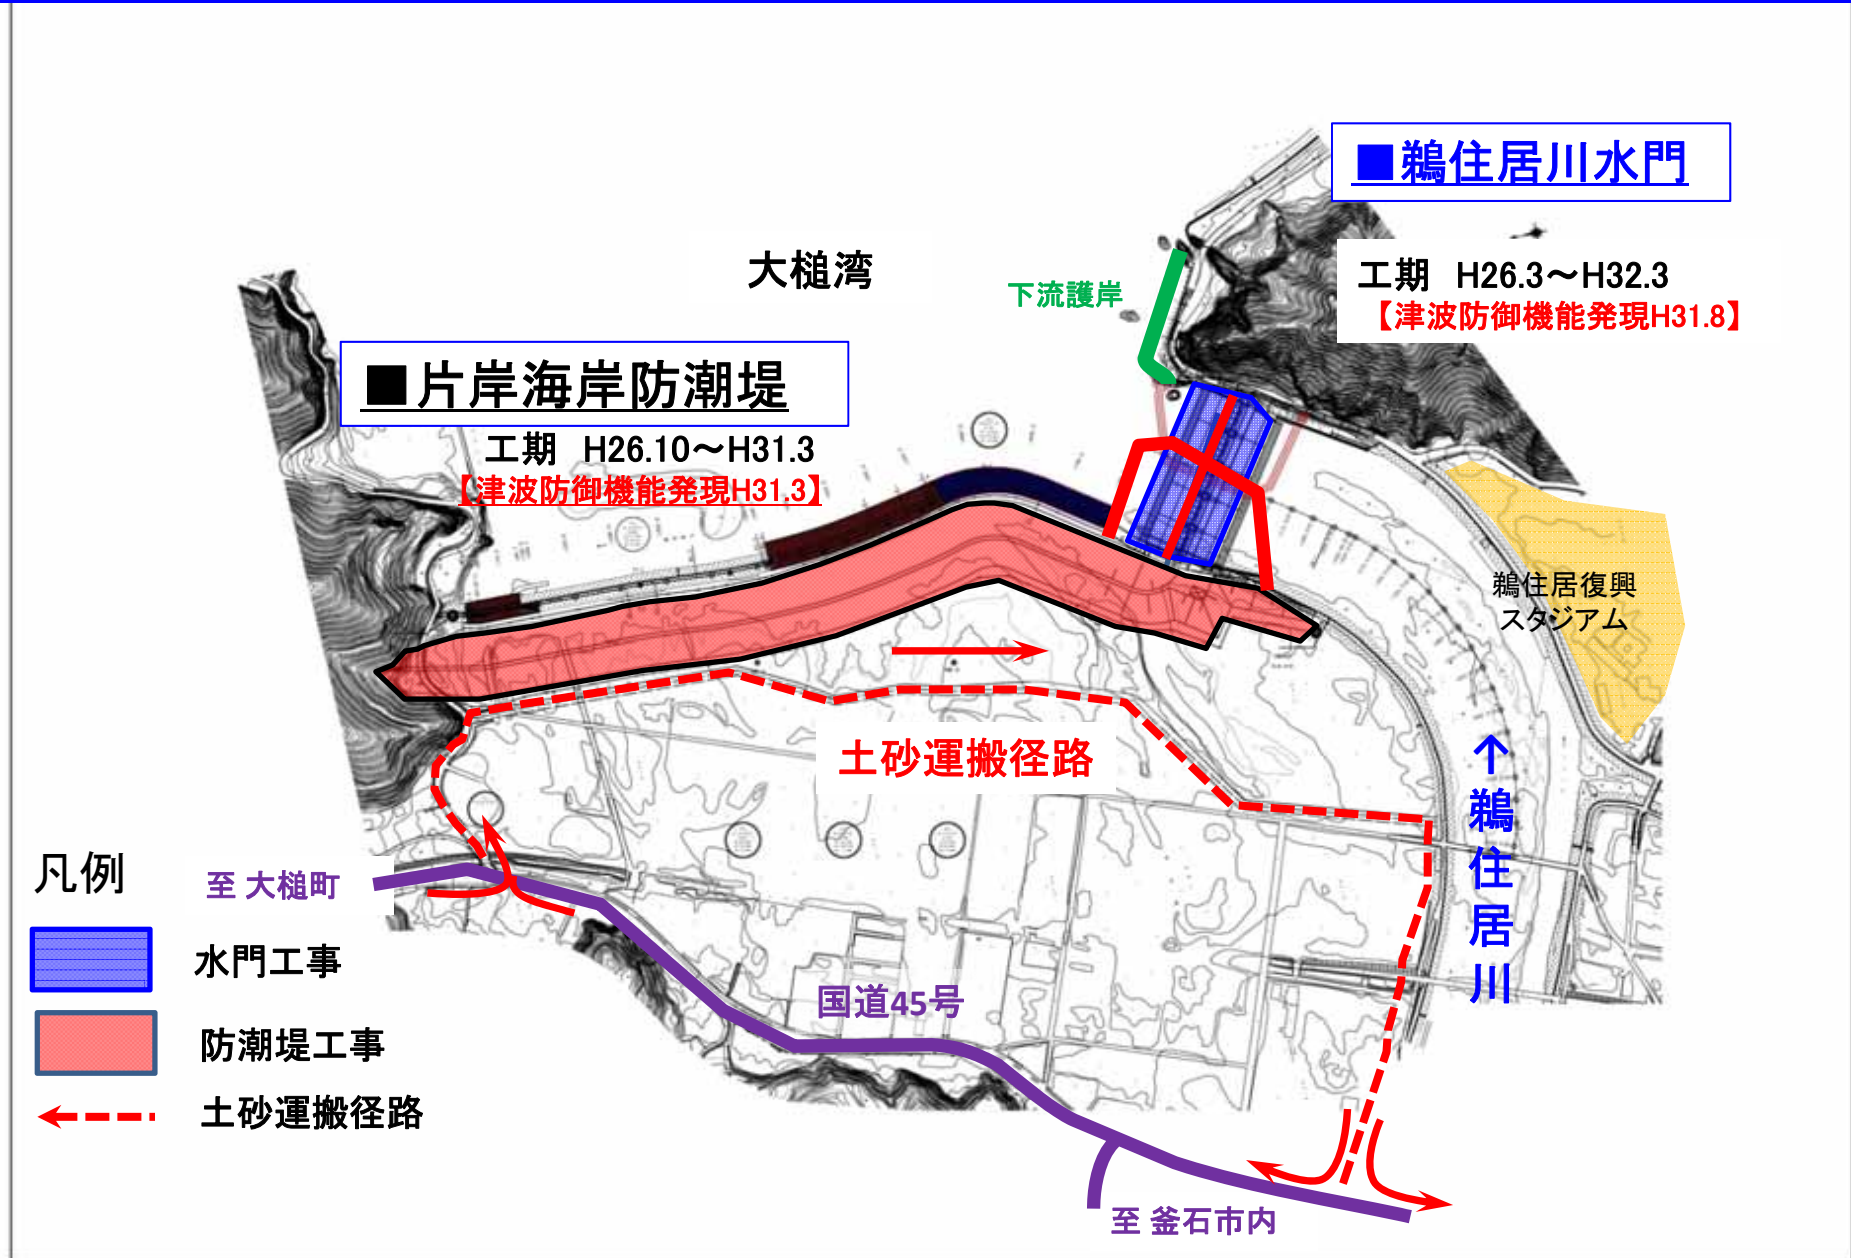 ■鵜住居川水門
工期　H26.3～H32.3
【津波防御機能発現H31.8】
大槌湾
下流護岸
■片岸海岸防潮堤
工期　H26.10～H31.3
【津波防御機能発現H31.3】
鵜住居復興
スタジアム
土砂運搬径路
↑鵜住居川
凡例
至 大槌町
水門工事
国道45号
防潮堤工事
土砂運搬径路
至 釜石市内